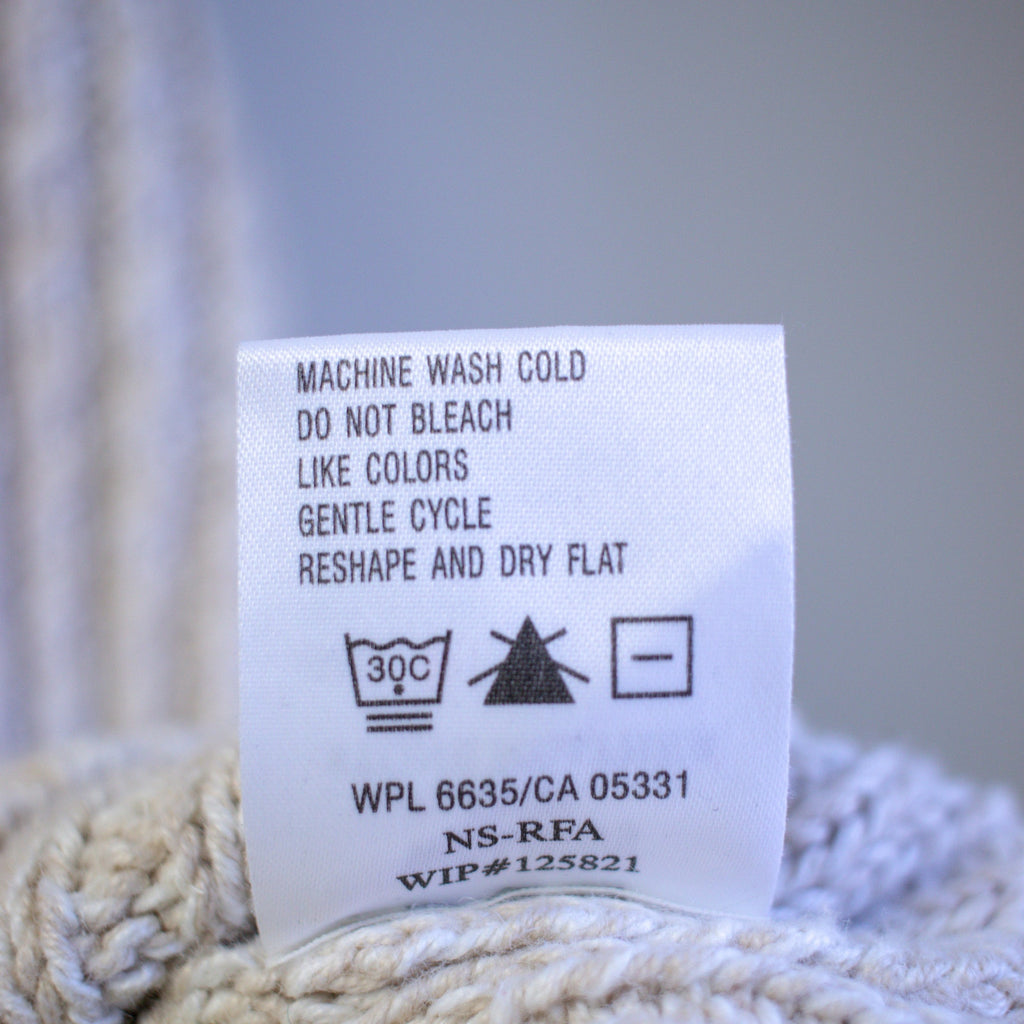 MACHINE WASH COLD
DO NOT BLEACH
LIKE COLORS
GENTLE CYCLE
RESHAPE AND DRY FLAT
30C
WPL 6635/CA 05331
NS-RFA
WIP#125821